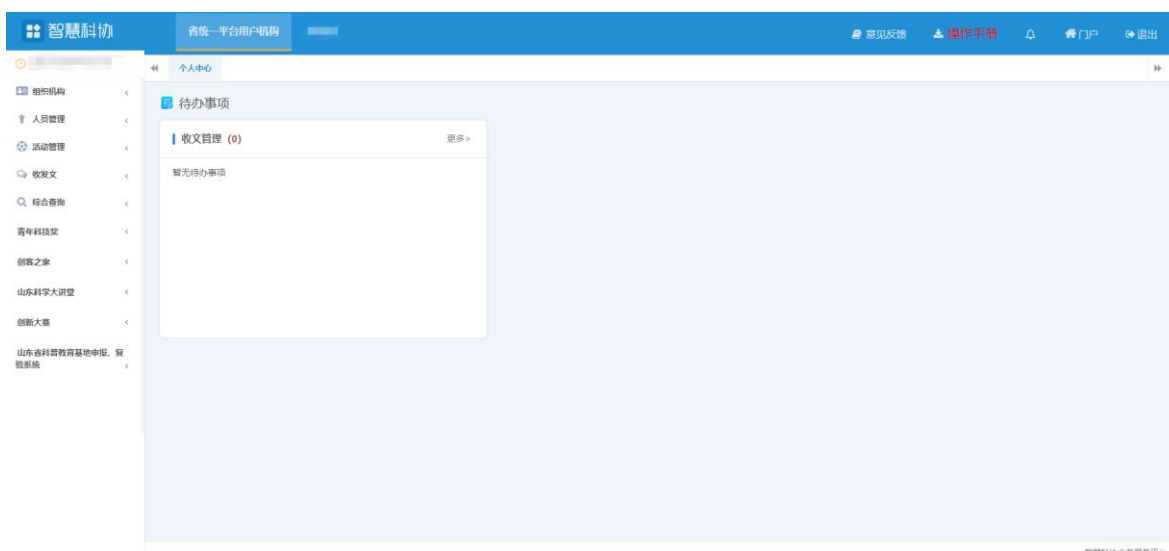 智慧科协
省统一平台用户机构
意见反馈
操作手册
门户
退出
个人中心
组织机构
人员管理
活动管理
收发文
综合查询
青年科技奖
创客之家
山东科学大讲堂
创新大赛
山东省科普教育基地申报、复
验系统
待办事项
收文管理 (0)
更多>
暂无待办事项